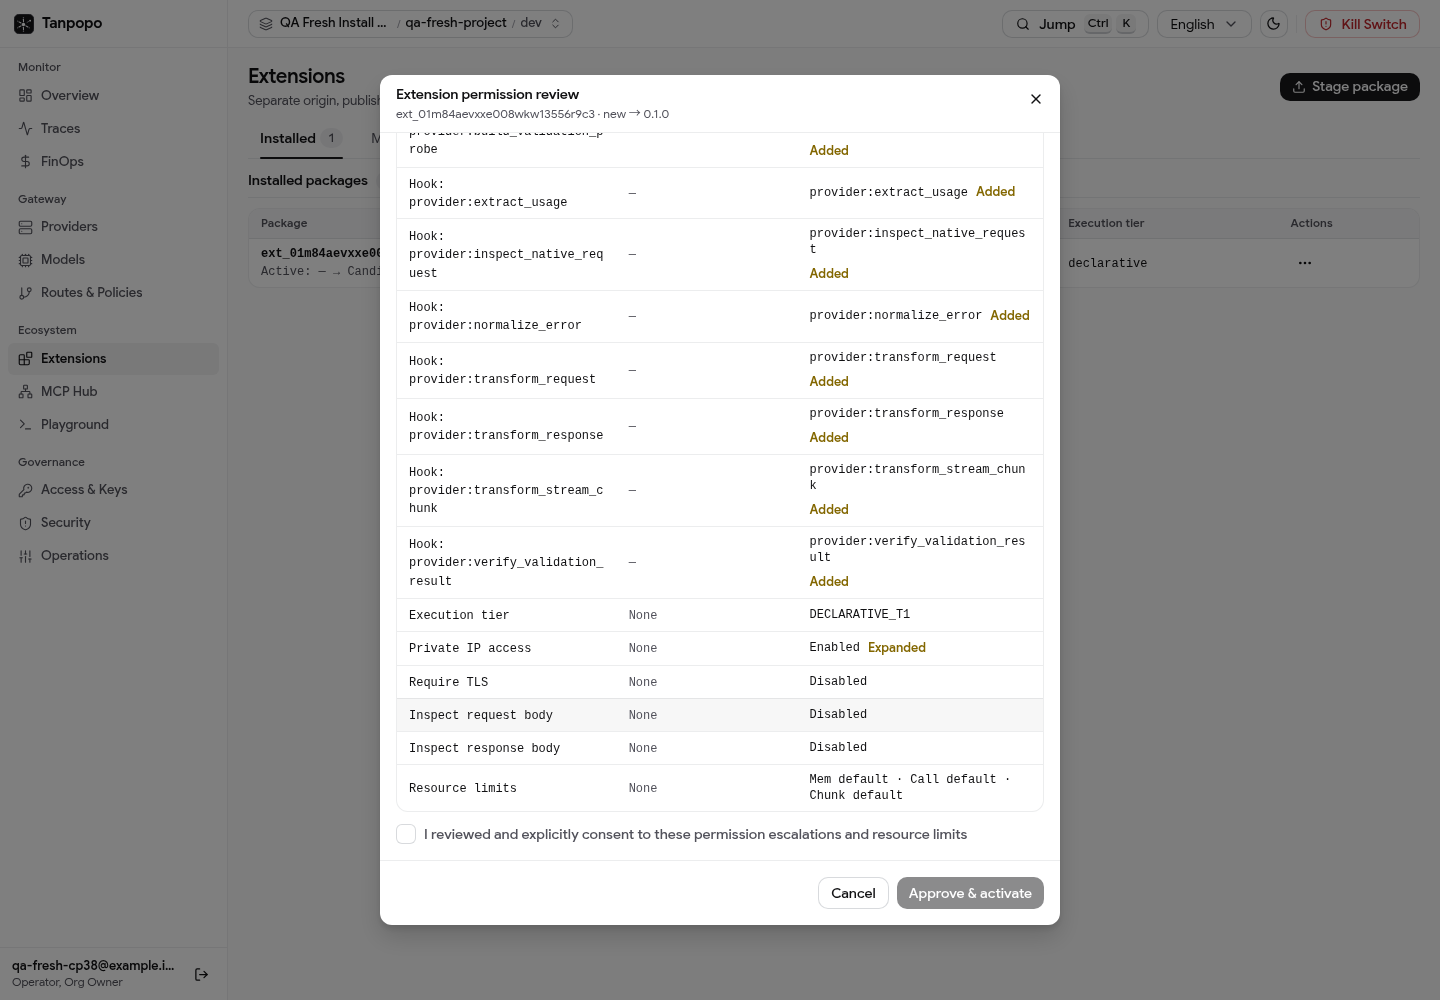 Tanpopo
QA Fresh Install ... / qa-fresh-project / dev
Jump Ctrl K
English
Kill Switch
Monitor
Overview
Traces
FinOps
Gateway
Providers
Models
Routes & Policies
Ecosystem
Extensions
MCP Hub
Playground
Governance
Access & Keys
Security
Operations
qa-fresh-cp38@example.i...
Operator, Org Owner
Extensions
Separate origin, publish
Stage package
Installed 1
M
Installed packages
Package
Execution tier
Actions
ext_01m84aevxxe00
Active: — → Candi
declarative
Extension permission review
ext_01m84aevxxe008wkw13556r9c3 · new → 0.1.0
provider:build_validation_p
robe
Added
Hook:
provider:extract_usage
—
provider:extract_usage Added
Hook:
provider:inspect_native_req
uest
—
provider:inspect_native_reques
t
Added
Hook:
provider:normalize_error
—
provider:normalize_error Added
Hook:
provider:transform_request
—
provider:transform_request
Added
Hook:
provider:transform_response
—
provider:transform_response
Added
Hook:
provider:transform_stream_c
hunk
—
provider:transform_stream_chun
k
Added
Hook:
provider:verify_validation_
result
—
provider:verify_validation_res
ult
Added
Execution tier None DECLARATIVE_T1
Private IP access None Enabled Expanded
Require TLS None Disabled
Inspect request body None Disabled
Inspect response body None Disabled
Resource limits None
Mem default · Call default ·
Chunk default
I reviewed and explicitly consent to these permission escalations and resource limits
Cancel
Approve & activate